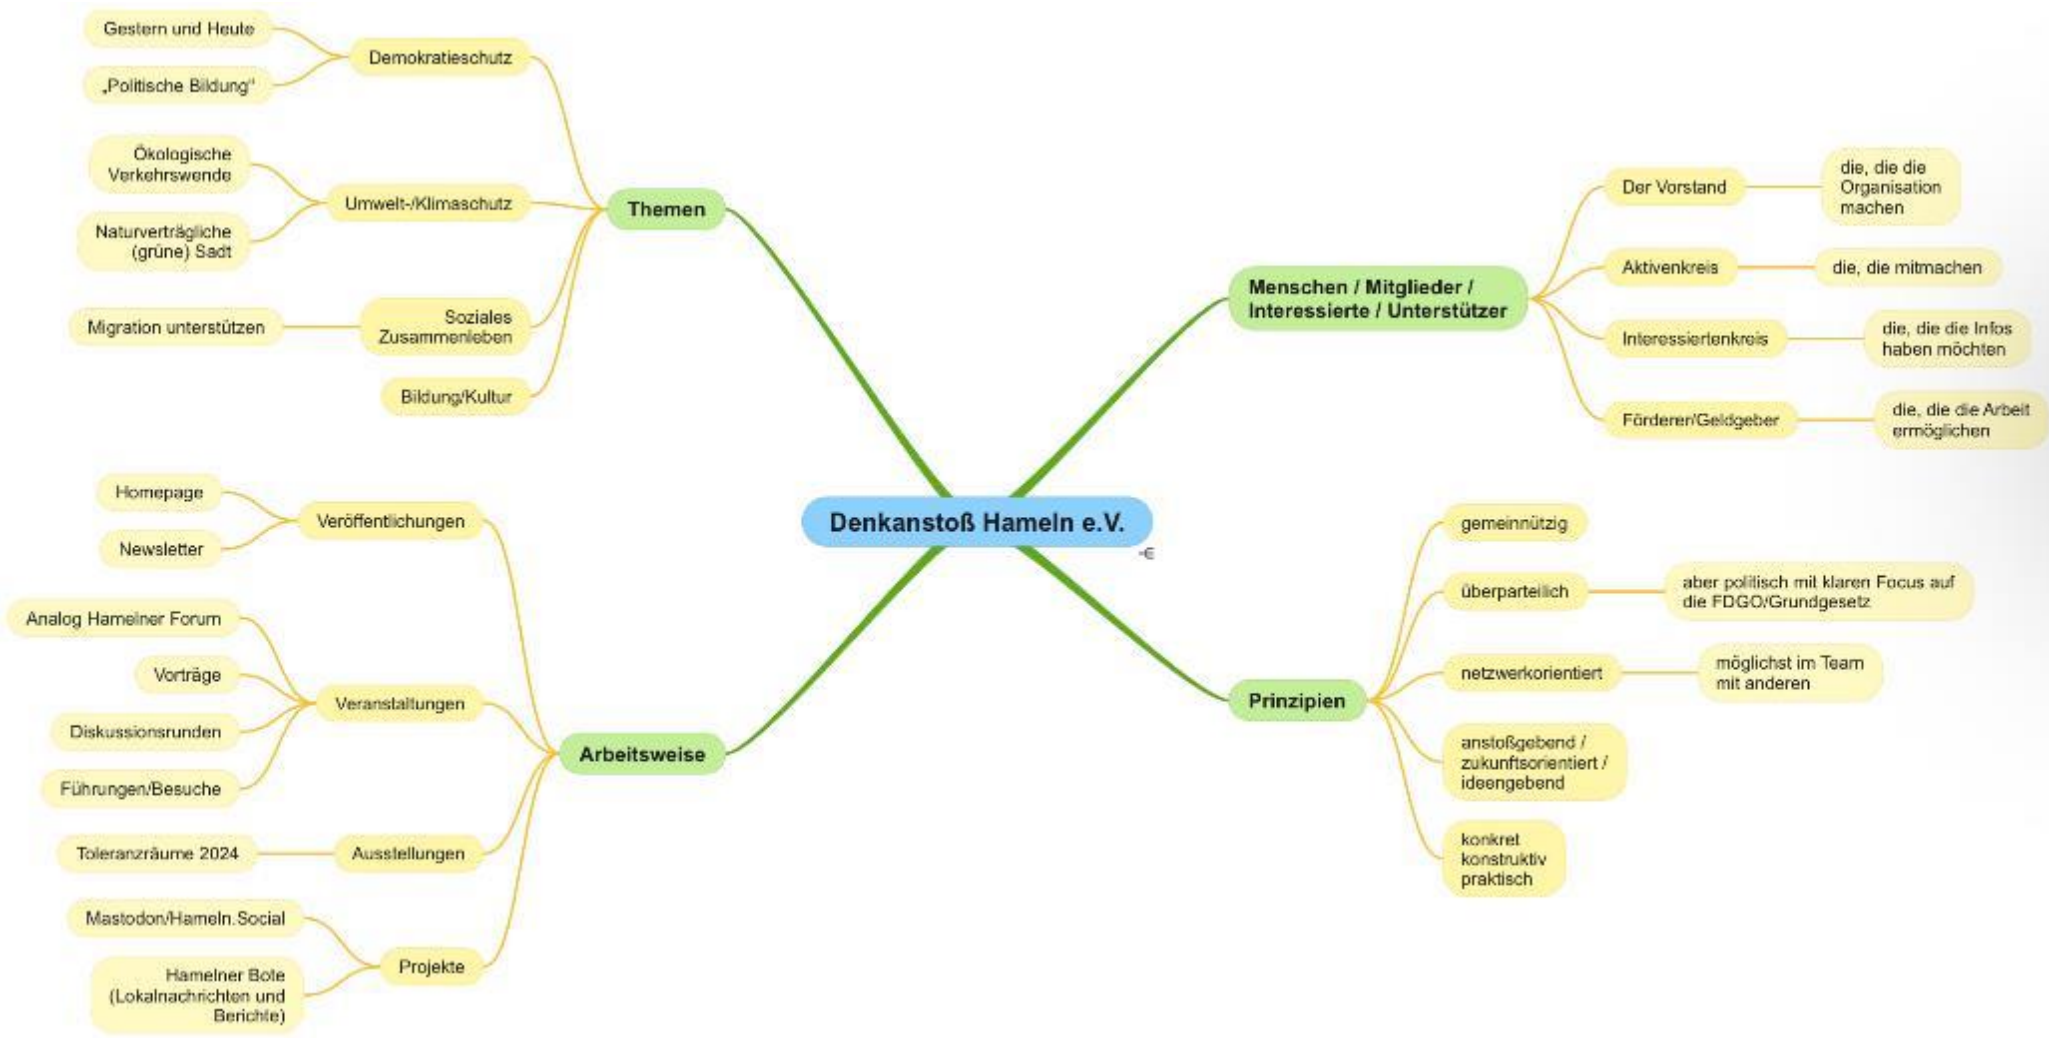 Gestern und Heute
Demokratieschutz
„Politische Bildung“
Ökologische
Verkehrswende
Umwelt-/Klimaschutz
Naturverträgliche
(grüne) Sadt
Themen
Soziales
Zusammenleben
Migration unterstützen
Bildung/Kultur
Menschen / Mitglieder /
Interessierte / Unterstützer
Der Vorstand
die, die die
Organisation
machen
Aktivenkreis
die, die mitmachen
Interessiertenkreis
die, die die Infos
haben möchten
Förderer/Geldgeber
die, die die Arbeit
ermöglichen
Denkanstoß Hameln e.V.
Homepage
Veröffentlichungen
Newsletter
Analog Hamelner Forum
Vorträge
Veranstaltungen
Diskussionsrunden
Führungen/Besuche
Arbeitsweise
Toleranzräume 2024
Ausstellungen
Mastodon/Hameln.Social
Projekte
Hamelner Bote
(Lokalnachrichten und
Berichte)
Prinzipien
gemeinnützig
überparteilich
aber politisch mit klaren Focus auf
die FDGO/Grundgesetz
netzwerkorientiert
möglichst im Team
mit anderen
anstoßgebend /
zukunftsorientiert /
ideengebend
konkret
konstruktiv
praktisch